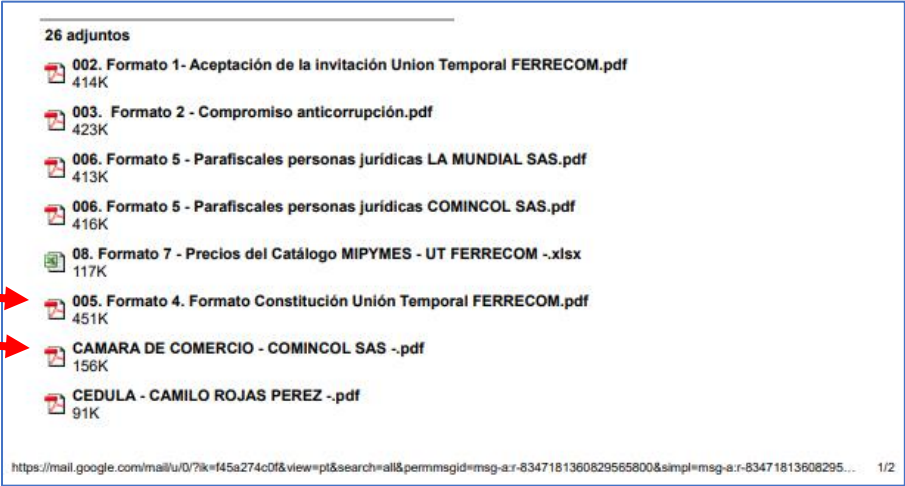 26 adjuntos
002. Formato 1- Aceptación de la invitación Union Temporal FERRECOM.pdf
414K
003. Formato 2 - Compromiso anticorrupción.pdf
423K
006. Formato 5 - Parafiscales personas jurídicas LA MUNDIAL SAS.pdf
413K
006. Formato 5 - Parafiscales personas jurídicas COMINCOL SAS.pdf
416K
08. Formato 7 - Precios del Catálogo MIPYMES - UT FERRECOM -.xlsx
117K
005. Formato 4. Formato Constitución Unión Temporal FERRECOM.pdf
451K
CAMARA DE COMERCIO - COMINCOL SAS -.pdf
156K
CEDULA - CAMILO ROJAS PEREZ -.pdf
91K
https://mail.google.com/mail/u/0/?ik=f45a274c0f&view=pt&search=all&permmsgid=msg-a:r-8347181360829565800&simpl=msg-a:r-83471813608295... 1/2